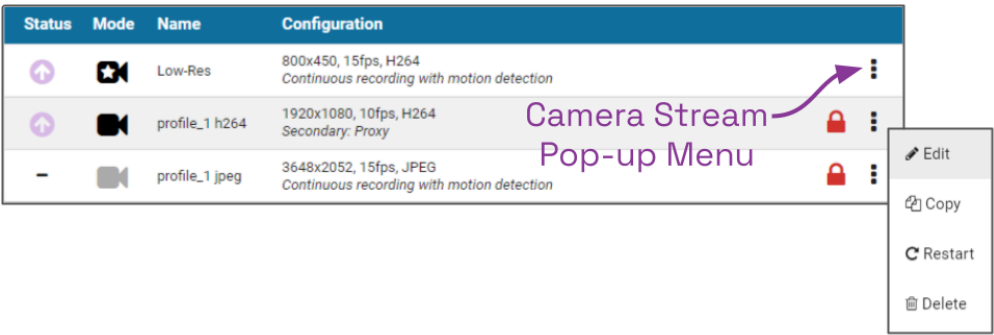 Status Mode Name Configuration
Low-Res
800x450, 15fps, H264
Continuous recording with motion detection
profile_1 h264
1920x1080, 10fps, H264
Secondary: Proxy
profile_1 jpeg
3648x2052, 15fps, JPEG
Continuous recording with motion detection
Camera Stream
Pop-up Menu
Edit
Copy
Restart
Delete